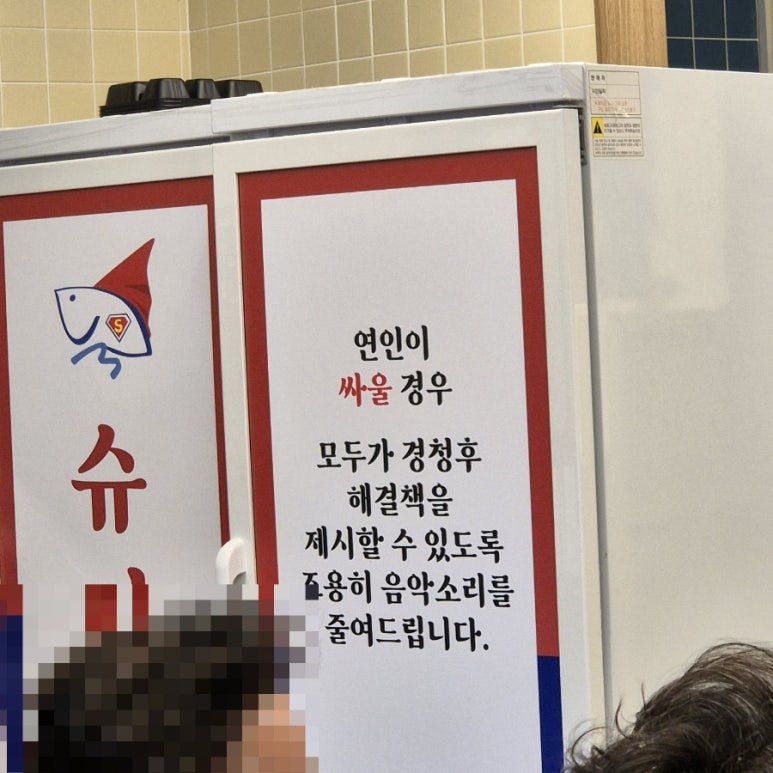 S
슈
연인이
싸울 경우
모두가 경청후
해결책을
제시할 수 있도록
조용히 음악소리를
줄여드립니다.